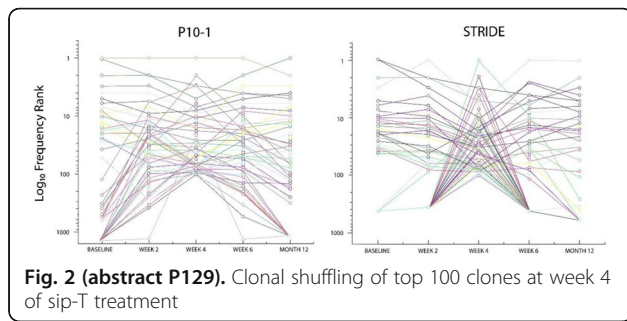 P10-1
STRIDE
Log₁₀ Frequency Rank
1
10
100
1000
BASELINE
WEEK 2
WEEK 4
WEEK 6
MONTH 12
1
10
100
1000
BASELINE
WEEK 2
WEEK 4
WEEK 6
MONTH 12
Fig. 2 (abstract P129). Clonal shuffling of top 100 clones at week 4
of sip-T treatment